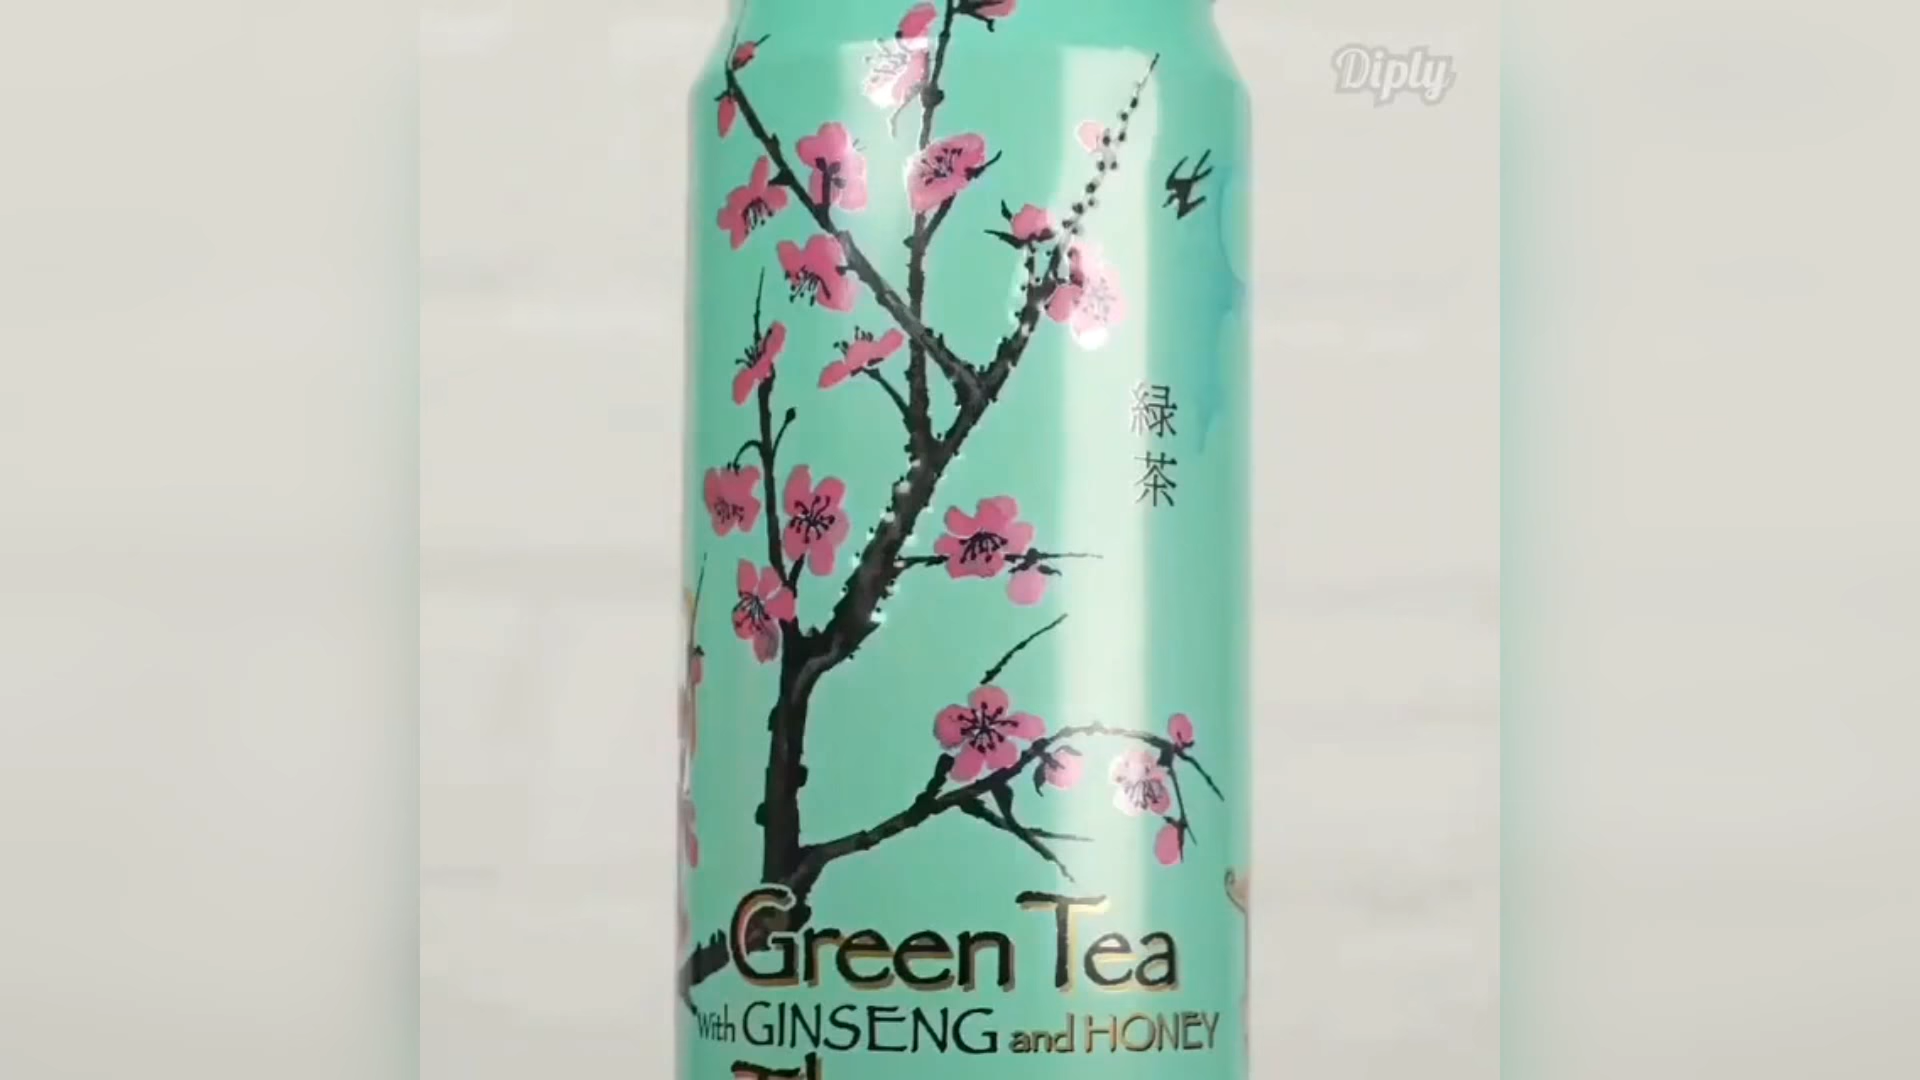 Diply
緑
茶
Green Tea
With GINSENG and HONEY